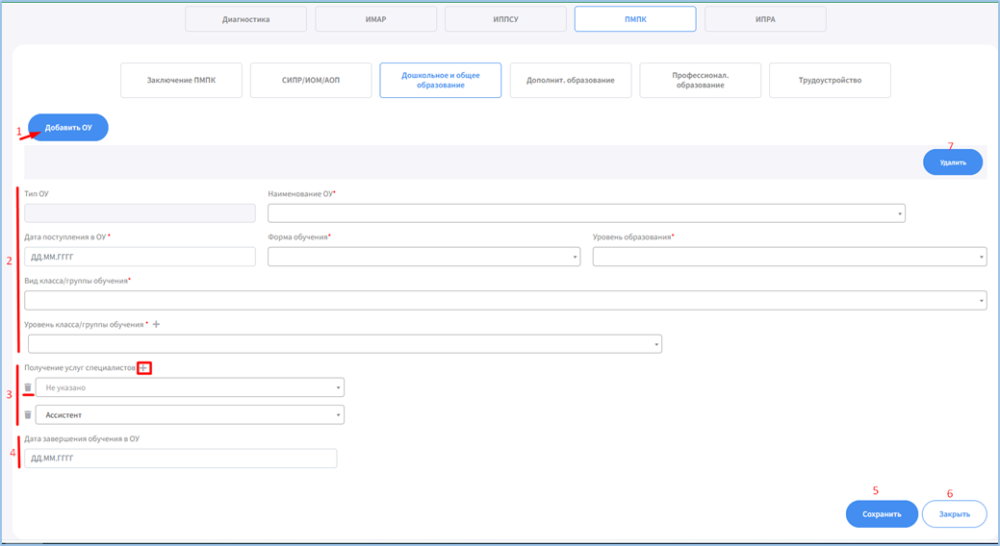 Диагностика
ИМАР
ИППСУ
ПМПК
ИПРА
Заключение ПМПК
СИПР/ИОМ/АОП
Дошкольное и общее
образование
Дополнит. образование
Профессионал.
образование
Трудоустройство
1
Добавить ОУ
7
Удалить
2
Тип ОУ
Наименование ОУ*
Дата поступления в ОУ *
Форма обучения*
Уровень образования*
ДД.ММ.ГГГГ
Вид класса/группы обучения*
Уровень класса/группы обучения * +
3
Получение услуг специалистов +
Не указано
Ассистент
4
Дата завершения обучения в ОУ
ДД.ММ.ГГГГ
5
6
Сохранить
Закрыть